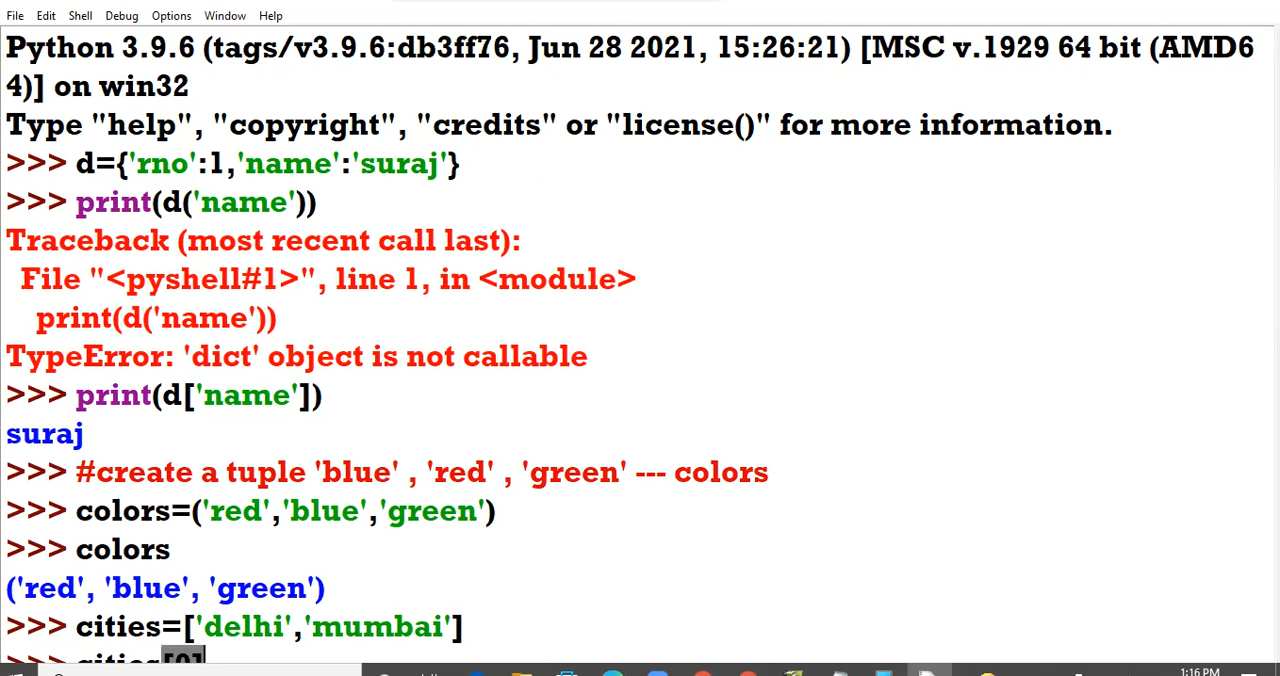 File Edit Shell Debug Options Window Help
Python 3.9.6 (tags/v3.9.6:db3ff76, Jun 28 2021, 15:26:21) [MSC v.1929 64 bit (AMD6
4)] on win32
Type "help", "copyright", "credits" or "license()" for more information.
>>> d={'rno':1,'name':'suraj'}
>>> print(d('name'))
Traceback (most recent call last):
File "<pyshell#1>", line 1, in <module>
print(d('name'))
TypeError: 'dict' object is not callable
>>> print(d['name'])
suraj
>>> #create a tuple 'blue' , 'red' , 'green' --- colors
>>> colors=('red','blue','green')
>>> colors
('red', 'blue', 'green')
>>> cities=['delhi','mumbai']
>>> cities[0]
1:16 PM